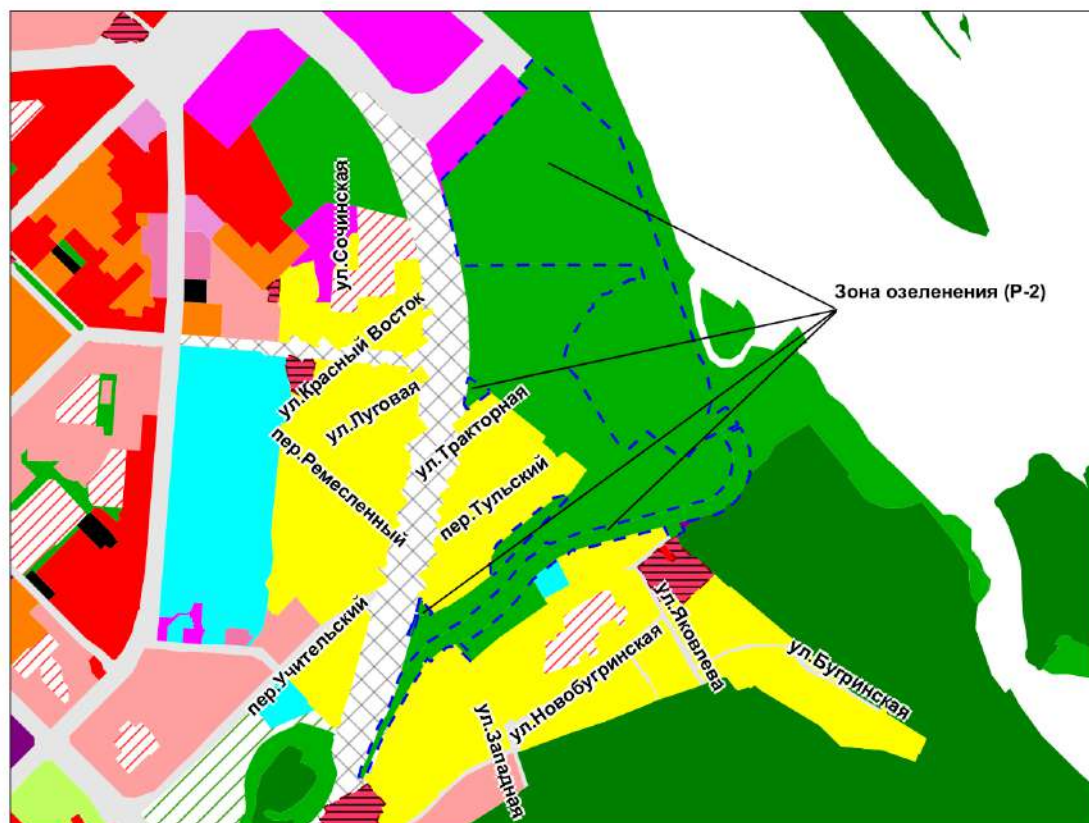 ул.Сочинская
Зона озеленения (Р-2)
ул.Красный Восток
ул.Луговая
ул.Тракторная
пер.Ремесленный
пер.Тульский
пер.Учительский
ул.Яковлева
ул.Новобугринская
ул.Бугринская
ул.Западная